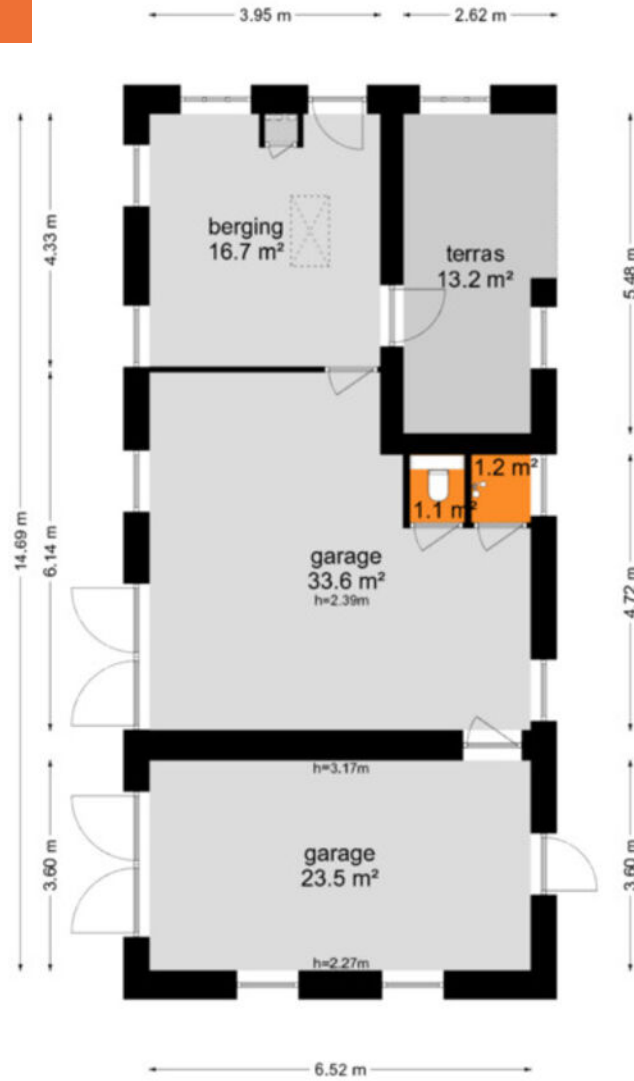 3.95 m
2.62 m
berging
16.7 m²
terras
13.2 m²
4.33 m
5.48 m
14.69 m
6.14 m
1.2 m²
1.1 m²
garage
33.6 m²
h=2.39m
4.72 m
h=3.17m
garage
23.5 m²
3.60 m
3.60 m
h=2.27m
6.52 m